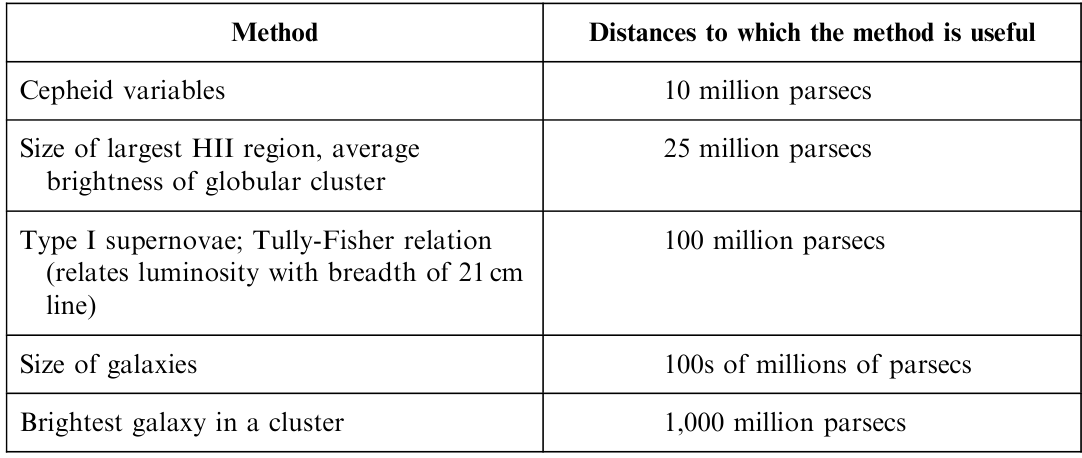 Method
Distances to which the method is useful
Cepheid variables
10 million parsecs
Size of largest HII region, average
brightness of globular cluster
25 million parsecs
Type I supernovae; Tully-Fisher relation
(relates luminosity with breadth of 21 cm
line)
100 million parsecs
Size of galaxies
100s of millions of parsecs
Brightest galaxy in a cluster
1,000 million parsecs